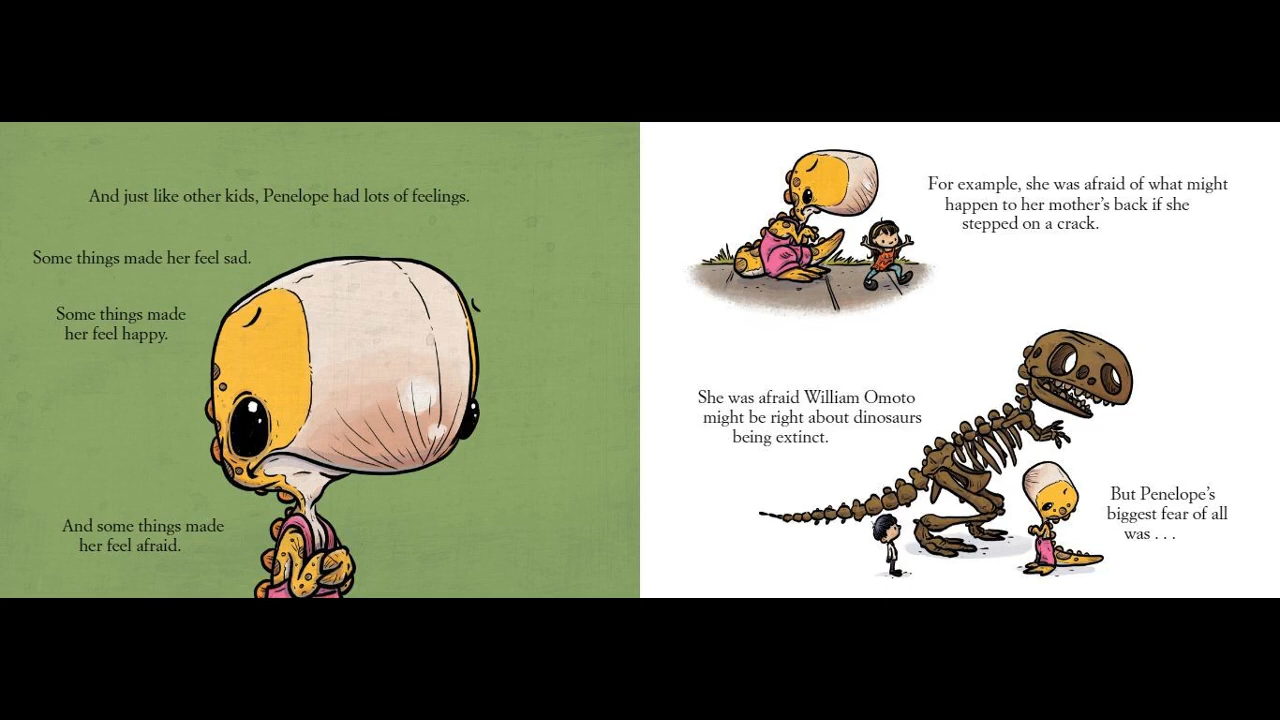 And just like other kids, Penelope had lots of feelings.
Some things made her feel sad.
Some things made
her feel happy.
And some things made
her feel afraid.
For example, she was afraid of what might
happen to her mother's back if she
stepped on a crack.
She was afraid William Omoto
might be right about dinosaurs
being extinct.
But Penelope's
biggest fear of all
was . . .